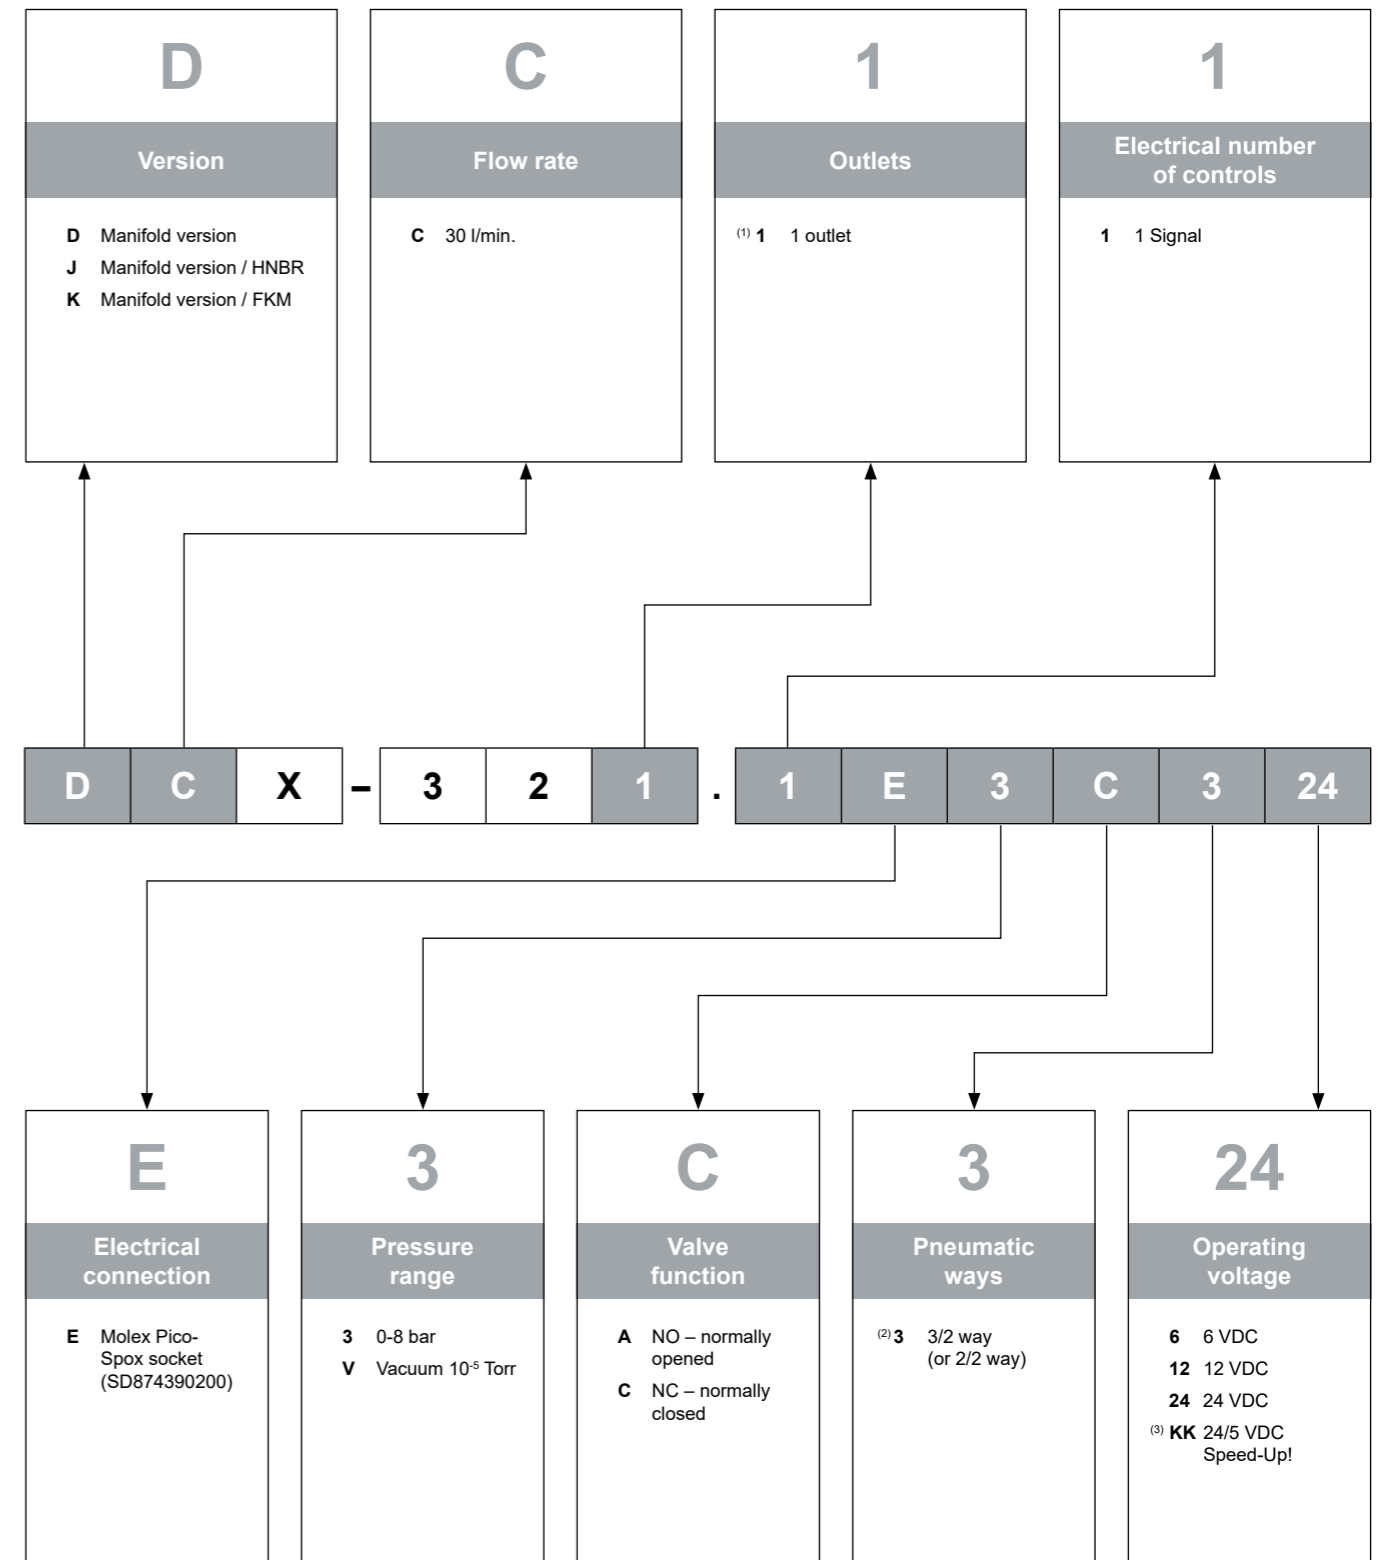 D
C
1
1
Version
Flow rate
Outlets
Electrical number
of controls
D Manifold version
J Manifold version / HNBR
K Manifold version / FKM
C 30 l/min.
(1) 1 1 outlet
1 1 Signal
D C X – 3 2 1 . 1 E 3 C 3 24
E
3
C
3
24
Electrical
connection
Pressure
range
Valve
function
Pneumatic
ways
Operating
voltage
E Molex Pico-
Spox socket
(SD874390200)
3 0-8 bar
V Vacuum 10⁻⁵ Torr
A NO – normally
opened
C NC – normally
closed
(2) 3 3/2 way
(or 2/2 way)
6 6 VDC
12 12 VDC
24 24 VDC
(3) KK 24/5 VDC
Speed-Up!